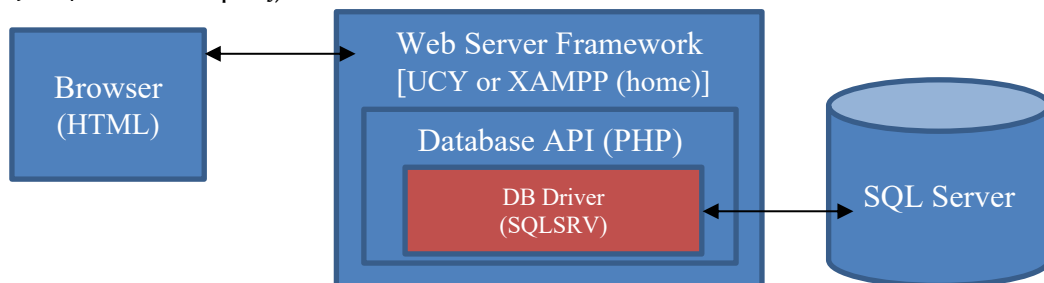 Browser
(HTML)
Web Server Framework
[UCY or XAMPP (home)]
Database API (PHP)
DB Driver
(SQLSRV)
SQL Server